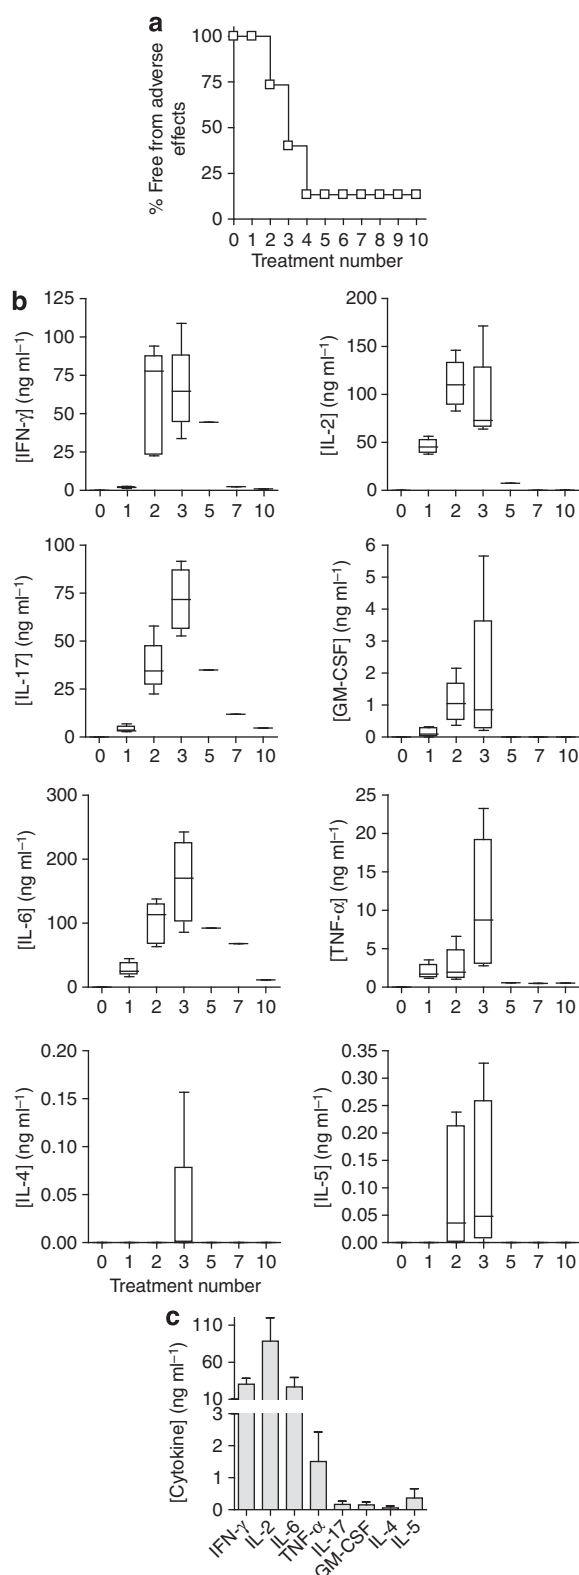 a
% Free from adverse
effects
100
75
50
25
0
0 1 2 3 4 5 6 7 8 9 10
Treatment number
b
[IFN-γ] (ng ml⁻¹)
125
100
75
50
25
0
0 1 2 3 5 7 10
[IL-2] (ng ml⁻¹)
200
150
100
50
0
0 1 2 3 5 7 10
[IL-17] (ng ml⁻¹)
100
75
50
25
0
0 1 2 3 5 7 10
[GM-CSF] (ng ml⁻¹)
6
5
4
3
2
1
0
0 1 2 3 5 7 10
[IL-6] (ng ml⁻¹)
300
200
100
0
0 1 2 3 5 7 10
[TNF-α] (ng ml⁻¹)
25
20
15
10
5
0
0 1 2 3 5 7 10
[IL-4] (ng ml⁻¹)
0.20
0.15
0.10
0.05
0.00
0 1 2 3 5 7 10
Treatment number
[IL-5] (ng ml⁻¹)
0.35
0.30
0.25
0.20
0.15
0.10
0.05
0.00
0 1 2 3 5 7 10
c
[Cytokine] (ng ml⁻¹)
110
60
10
3
2
1
0
IFN-γ
IL-2
IL-6
TNF-α
IL-17
GM-CSF
IL-4
IL-5